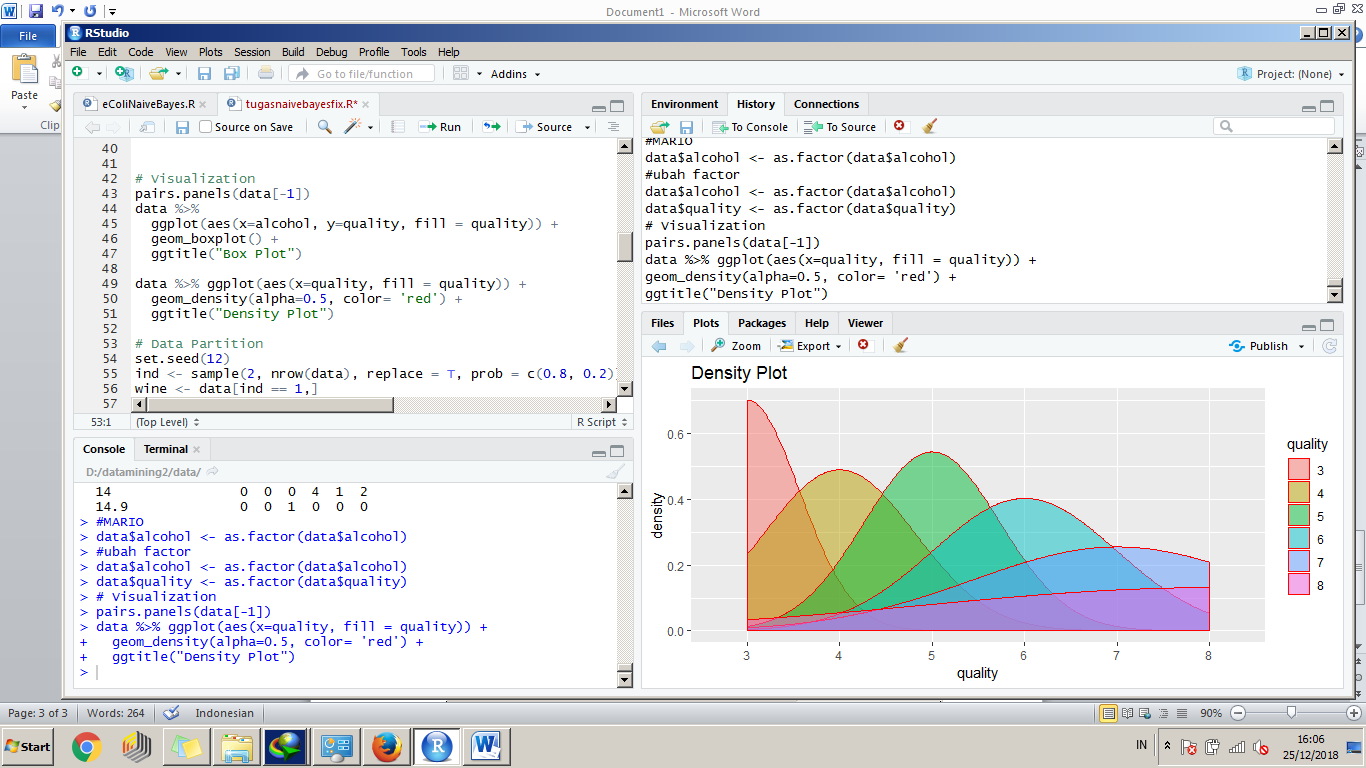 Document1 - Microsoft Word
File
Paste
Clip
RStudio
File Edit Code View Plots Session Build Debug Profile Tools Help
Go to file/function
Addins
Project: (None)
eColiNaiveBayes.R
tugasnaivebayesfix.R*
Source on Save
Run
Source
40
41
42 # Visualization
43 pairs.panels(data[-1])
44 data %>%
45 ggplot(aes(x=alcohol, y=quality, fill = quality)) +
46 geom_boxplot() +
47 ggtitle("Box Plot")
48
49 data %>% ggplot(aes(x=quality, fill = quality)) +
50 geom_density(alpha=0.5, color= 'red') +
51 ggtitle("Density Plot")
52
53 # Data Partition
54 set.seed(12)
55 ind <- sample(2, nrow(data), replace = T, prob = c(0.8, 0.2)
56 wine <- data[ind == 1,]
57
53:1 (Top Level) R Script
Console Terminal
D:/datamining2/data/
14 0 0 0 4 1 2
14.9 0 0 1 0 0 0
> #MARIO
> data$alcohol <- as.factor(data$alcohol)
> #ubah factor
> data$alcohol <- as.factor(data$alcohol)
> data$quality <- as.factor(data$quality)
> # Visualization
> pairs.panels(data[-1])
> data %>% ggplot(aes(x=quality, fill = quality)) +
+ geom_density(alpha=0.5, color= 'red') +
+ ggtitle("Density Plot")
>
Environment History Connections
To Console To Source
#MARIO
data$alcohol <- as.factor(data$alcohol)
#ubah factor
data$alcohol <- as.factor(data$alcohol)
data$quality <- as.factor(data$quality)
# Visualization
pairs.panels(data[-1])
data %>% ggplot(aes(x=quality, fill = quality)) +
geom_density(alpha=0.5, color= 'red') +
ggtitle("Density Plot")
Files Plots Packages Help Viewer
Zoom Export Publish
Density Plot
0.6
0.4
0.2
0.0
density
3 4 5 6 7 8
quality
quality
3
4
5
6
7
8
Page: 3 of 3 Words: 264 Indonesian 90%
Start
IN
16:06
25/12/2018